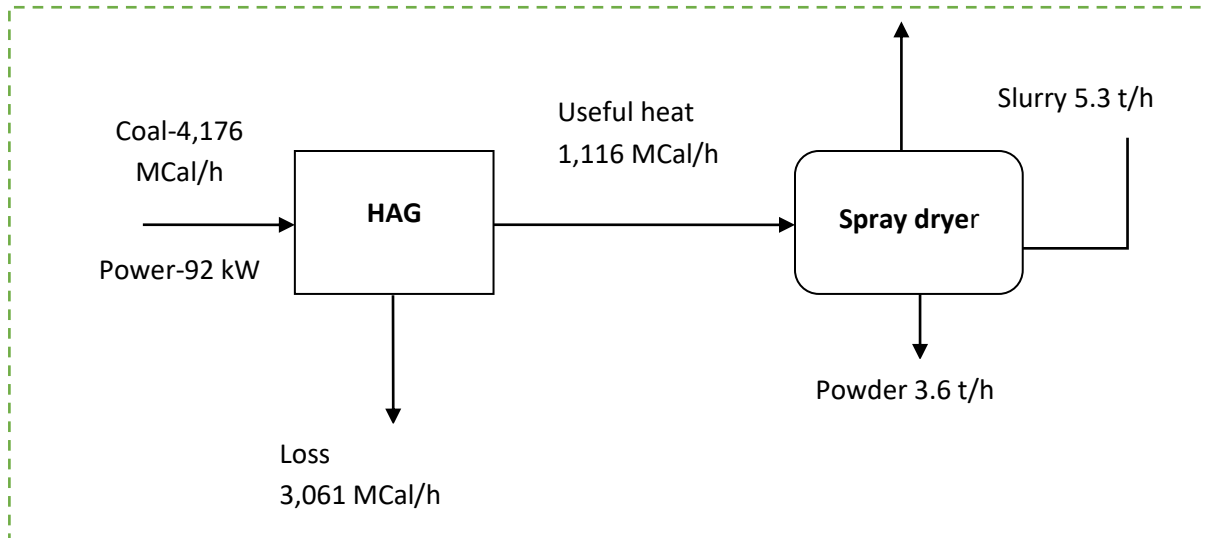 Slurry 5.3 t/h
Useful heat
1,116 MCal/h
Coal-4,176
MCal/h
HAG
Spray dryer
Power-92 kW
Powder 3.6 t/h
Loss
3,061 MCal/h